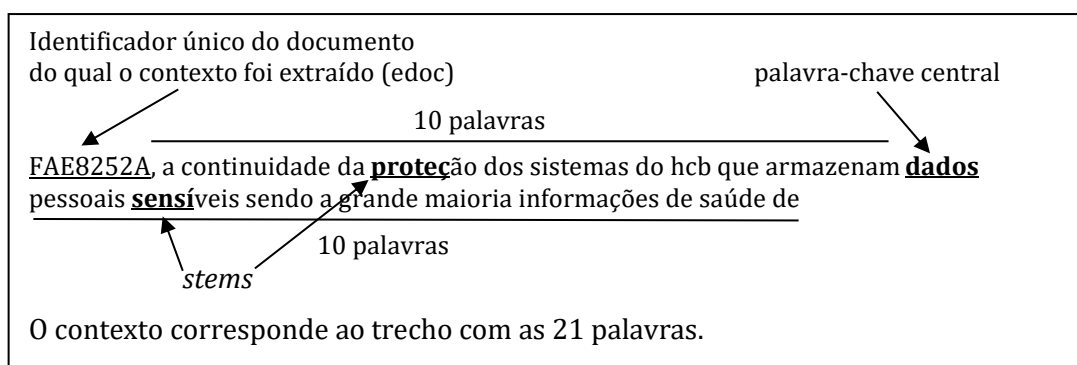 Identificador único do documento
do qual o contexto foi extraído (edoc)
palavra-chave central
10 palavras
FAE8252A, a continuidade da proteção dos sistemas do hcb que armazenam dados
pessoais sensíveis sendo a grande maioria informações de saúde de
10 palavras
stems
O contexto corresponde ao trecho com as 21 palavras.